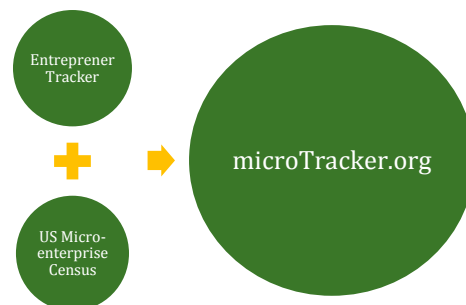 Entreprener
Tracker
microTracker.org
US Micro-
enterprise
Census